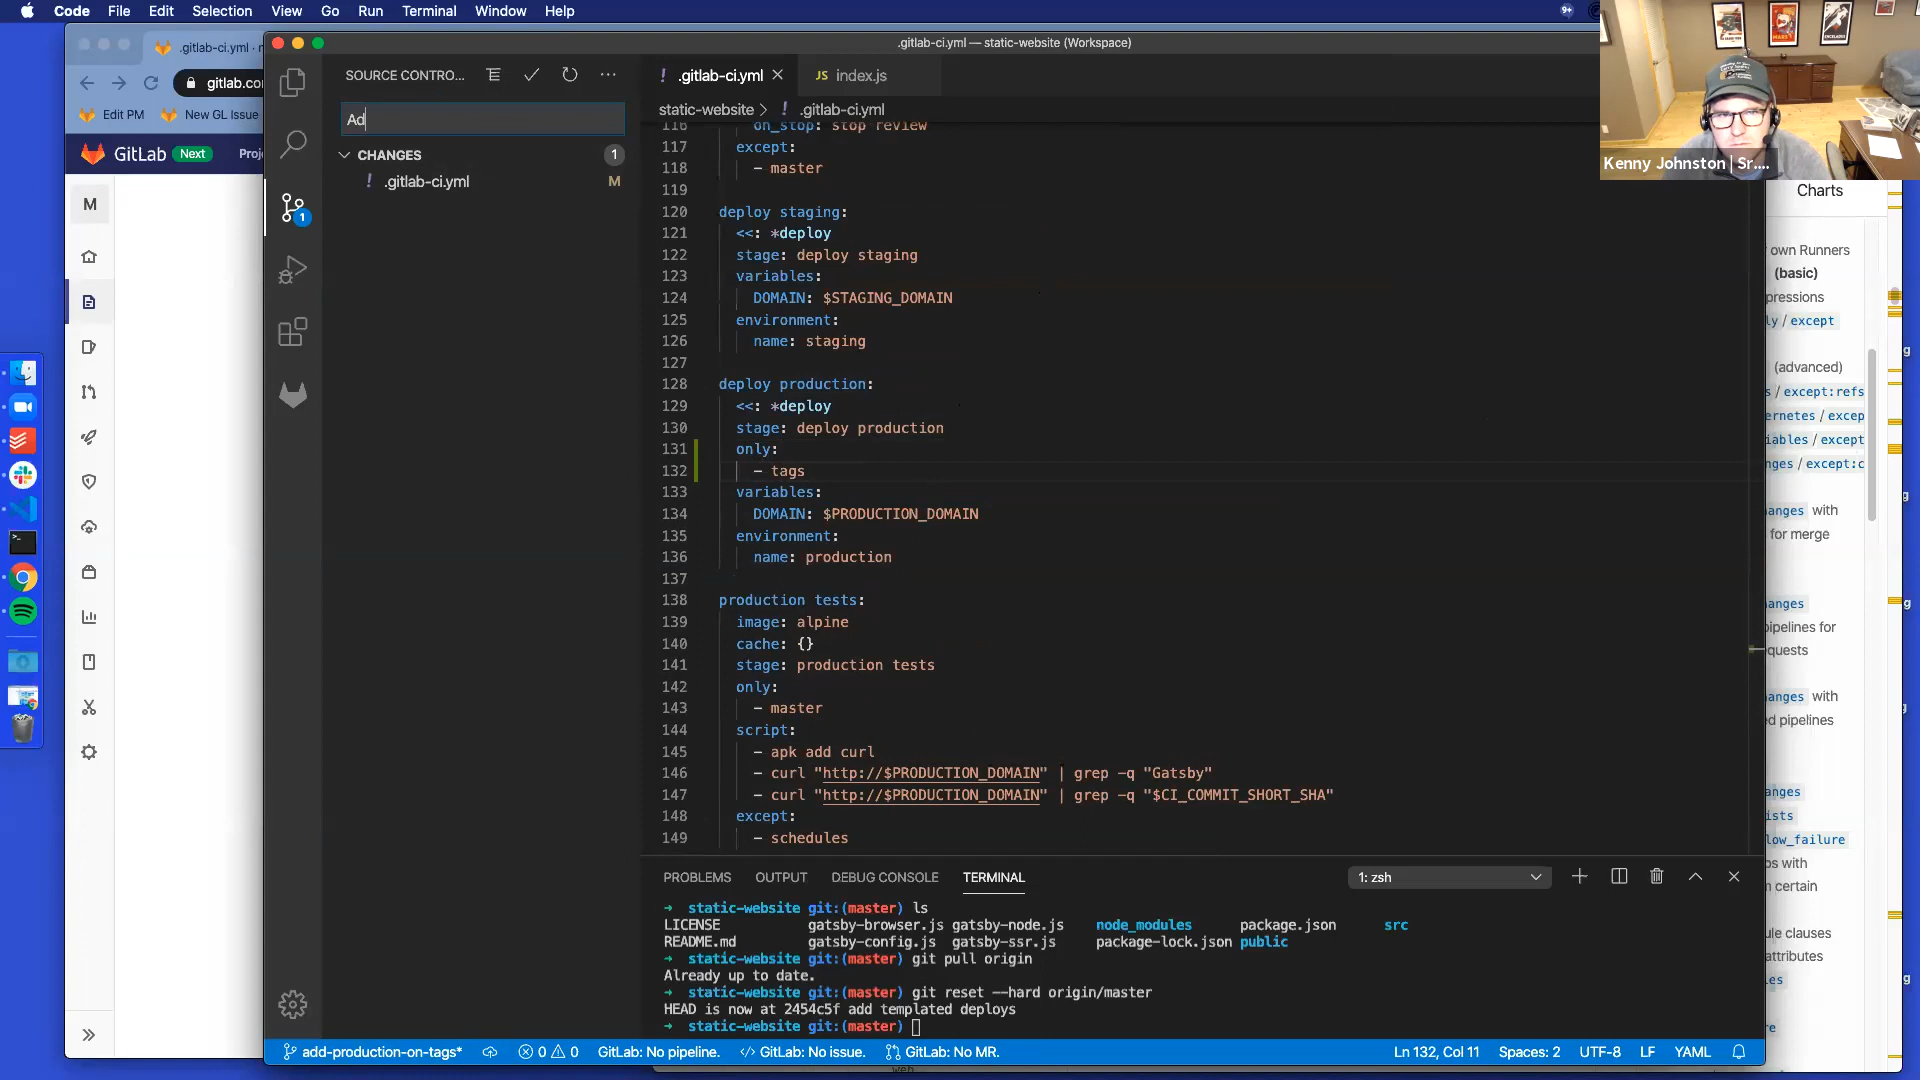 Code File Edit Selection View Go Run Terminal Window Help
9+
.gitlab-ci.yml
gitlab.co
Edit PM
New GL Issue
GitLab Next
M
.gitlab-ci.yml — static-website (Workspace)
SOURCE CONTRO...
Ad
CHANGES 1
! .gitlab-ci.yml M
1
! .gitlab-ci.yml
JS index.js
static-website > ! .gitlab-ci.yml
116 on_stop: stop review
117 except:
118 - master
119
120 deploy staging:
121 <<: *deploy
122 stage: deploy staging
123 variables:
124 DOMAIN: $STAGING_DOMAIN
125 environment:
126 name: staging
127
128 deploy production:
129 <<: *deploy
130 stage: deploy production
131 only:
132 - tags
133 variables:
134 DOMAIN: $PRODUCTION_DOMAIN
135 environment:
136 name: production
137
138 production tests:
139 image: alpine
140 cache: {}
141 stage: production tests
142 only:
143 - master
144 script:
145 - apk add curl
146 - curl "http://$PRODUCTION_DOMAIN" | grep -q "Gatsby"
147 - curl "http://$PRODUCTION_DOMAIN" | grep -q "$CI_COMMIT_SHORT_SHA"
148 except:
149 - schedules
PROBLEMS OUTPUT DEBUG CONSOLE TERMINAL
1: zsh
➜ static-website git:(master) ls
LICENSE gatsby-browser.js gatsby-node.js node_modules package.json src
README.md gatsby-config.js gatsby-ssr.js package-lock.json public
➜ static-website git:(master) git pull origin
Already up to date.
➜ static-website git:(master) git reset --hard origin/master
HEAD is now at 2454c5f add templated deploys
➜ static-website git:(master)
add-production-on-tags* 0 0 GitLab: No pipeline. GitLab: No issue. GitLab: No MR.
Ln 132, Col 11 Spaces: 2 UTF-8 LF YAML
Kenny Johnston | Sr....
Charts
own Runners
(basic)
pressions
ly / except
(advanced)
s / except:refs
ernetes / excep
iables / except
nges / except:c
anges with
for merge
anges
pipelines for
equests
anges with
d pipelines
anges
ists
low_failure
os with
n certain
ule clauses
attributes
les
re